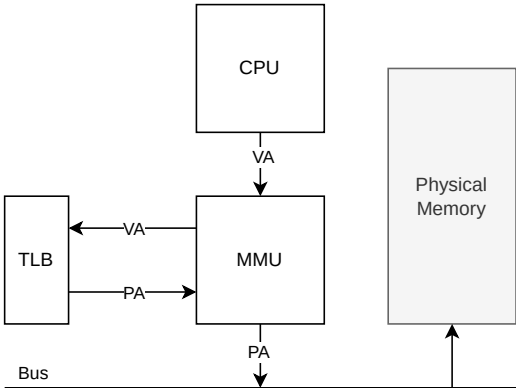 CPU
VA
Physical
Memory
VA
TLB
MMU
PA
PA
Bus